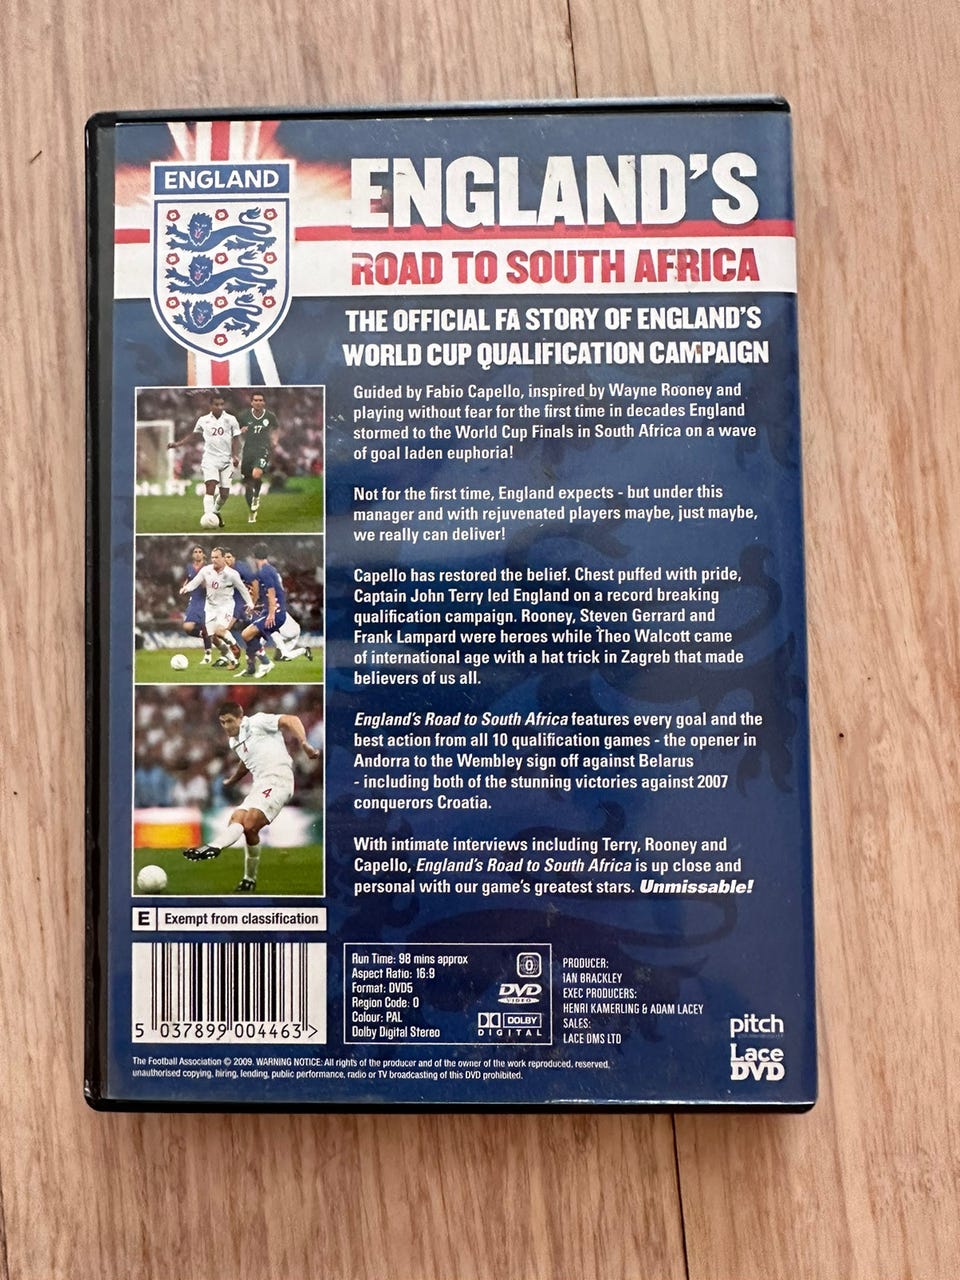 ENGLAND
ENGLAND'S
ROAD TO SOUTH AFRICA
THE OFFICIAL FA STORY OF ENGLAND'S
WORLD CUP QUALIFICATION CAMPAIGN
Guided by Fabio Capello, inspired by Wayne Rooney and
playing without fear for the first time in decades England
stormed to the World Cup Finals in South Africa on a wave
of goal laden euphoria!
Not for the first time, England expects - but under this
manager and with rejuvenated players maybe, just maybe,
we really can deliver!
Capello has restored the belief. Chest puffed with pride,
Captain John Terry led England on a record breaking
qualification campaign. Rooney, Steven Gerrard and
Frank Lampard were heroes while Theo Walcott came
of international age with a hat trick in Zagreb that made
believers of us all.
England's Road to South Africa features every goal and the
best action from all 10 qualification games - the opener in
Andorra to the Wembley sign off against Belarus
- including both of the stunning victories against 2007
conquerors Croatia.
With intimate interviews including Terry, Rooney and
Capello, England's Road to South Africa is up close and
personal with our game's greatest stars. Unmissable!
20
17
10
4
E Exempt from classification
5 037899 004463 >
Run Time: 98 mins approx
Aspect Ratio: 16:9
Format: DVD5
Region Code: 0
Colour: PAL
Dolby Digital Stereo
0
DVD
VIDEO
DOLBY
DIGITAL
PRODUCER:
IAN BRACKLEY
EXEC PRODUCERS:
HENRI KAMERLING & ADAM LACEY
SALES:
LACE DMS LTD
pitch
Lace
DVD
The Football Association © 2009. WARNING NOTICE: All rights of the producer and of the owner of the work reproduced, reserved,
unauthorised copying, hiring, lending, public performance, radio or TV broadcasting of this DVD prohibited.